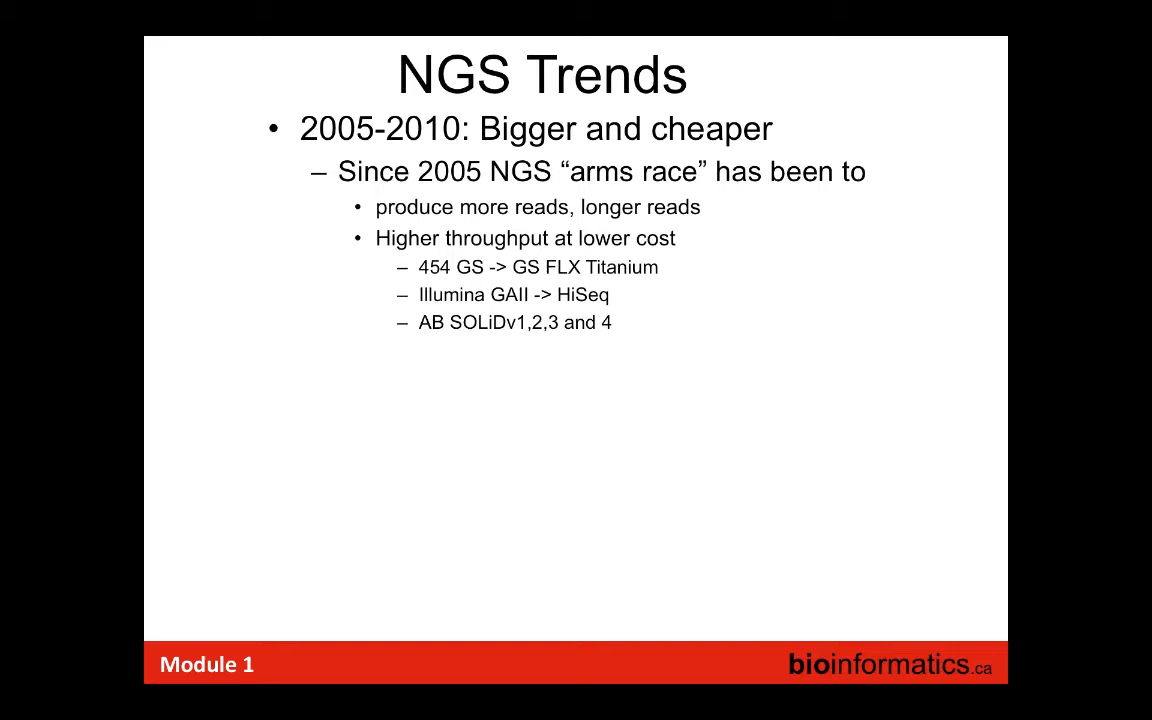 NGS Trends
• 2005-2010: Bigger and cheaper
– Since 2005 NGS “arms race” has been to
• produce more reads, longer reads
• Higher throughput at lower cost
– 454 GS -> GS FLX Titanium
– Illumina GAII -> HiSeq
– AB SOLiDv1,2,3 and 4
Module 1
bioinformatics.ca